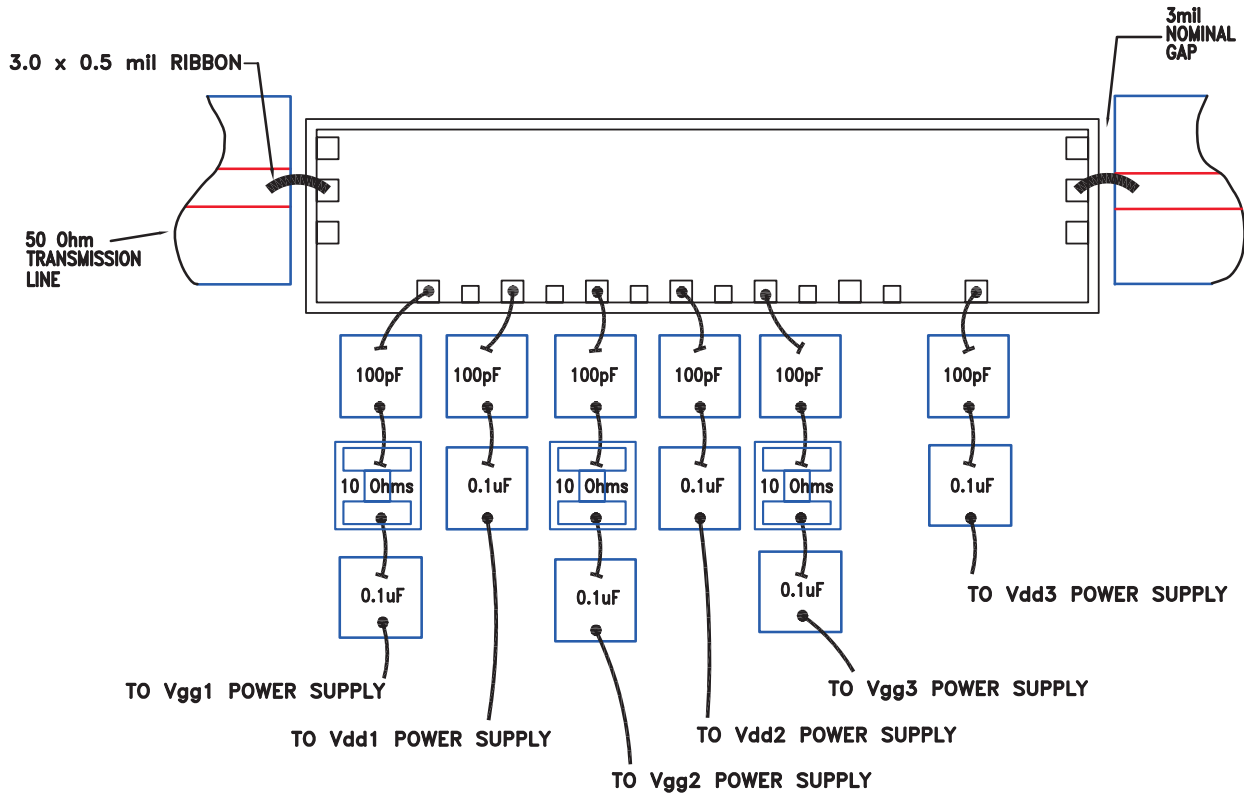 3mil
NOMINAL
GAP
3.0 x 0.5 mil RIBBON
50 Ohm
TRANSMISSION
LINE
100pF
100pF
100pF
100pF
100pF
100pF
10 Ohms
0.1uF
10 Ohms
0.1uF
10 Ohms
0.1uF
0.1uF
0.1uF
0.1uF
TO Vdd3 POWER SUPPLY
TO Vgg1 POWER SUPPLY
TO Vgg3 POWER SUPPLY
TO Vdd1 POWER SUPPLY
TO Vdd2 POWER SUPPLY
TO Vgg2 POWER SUPPLY